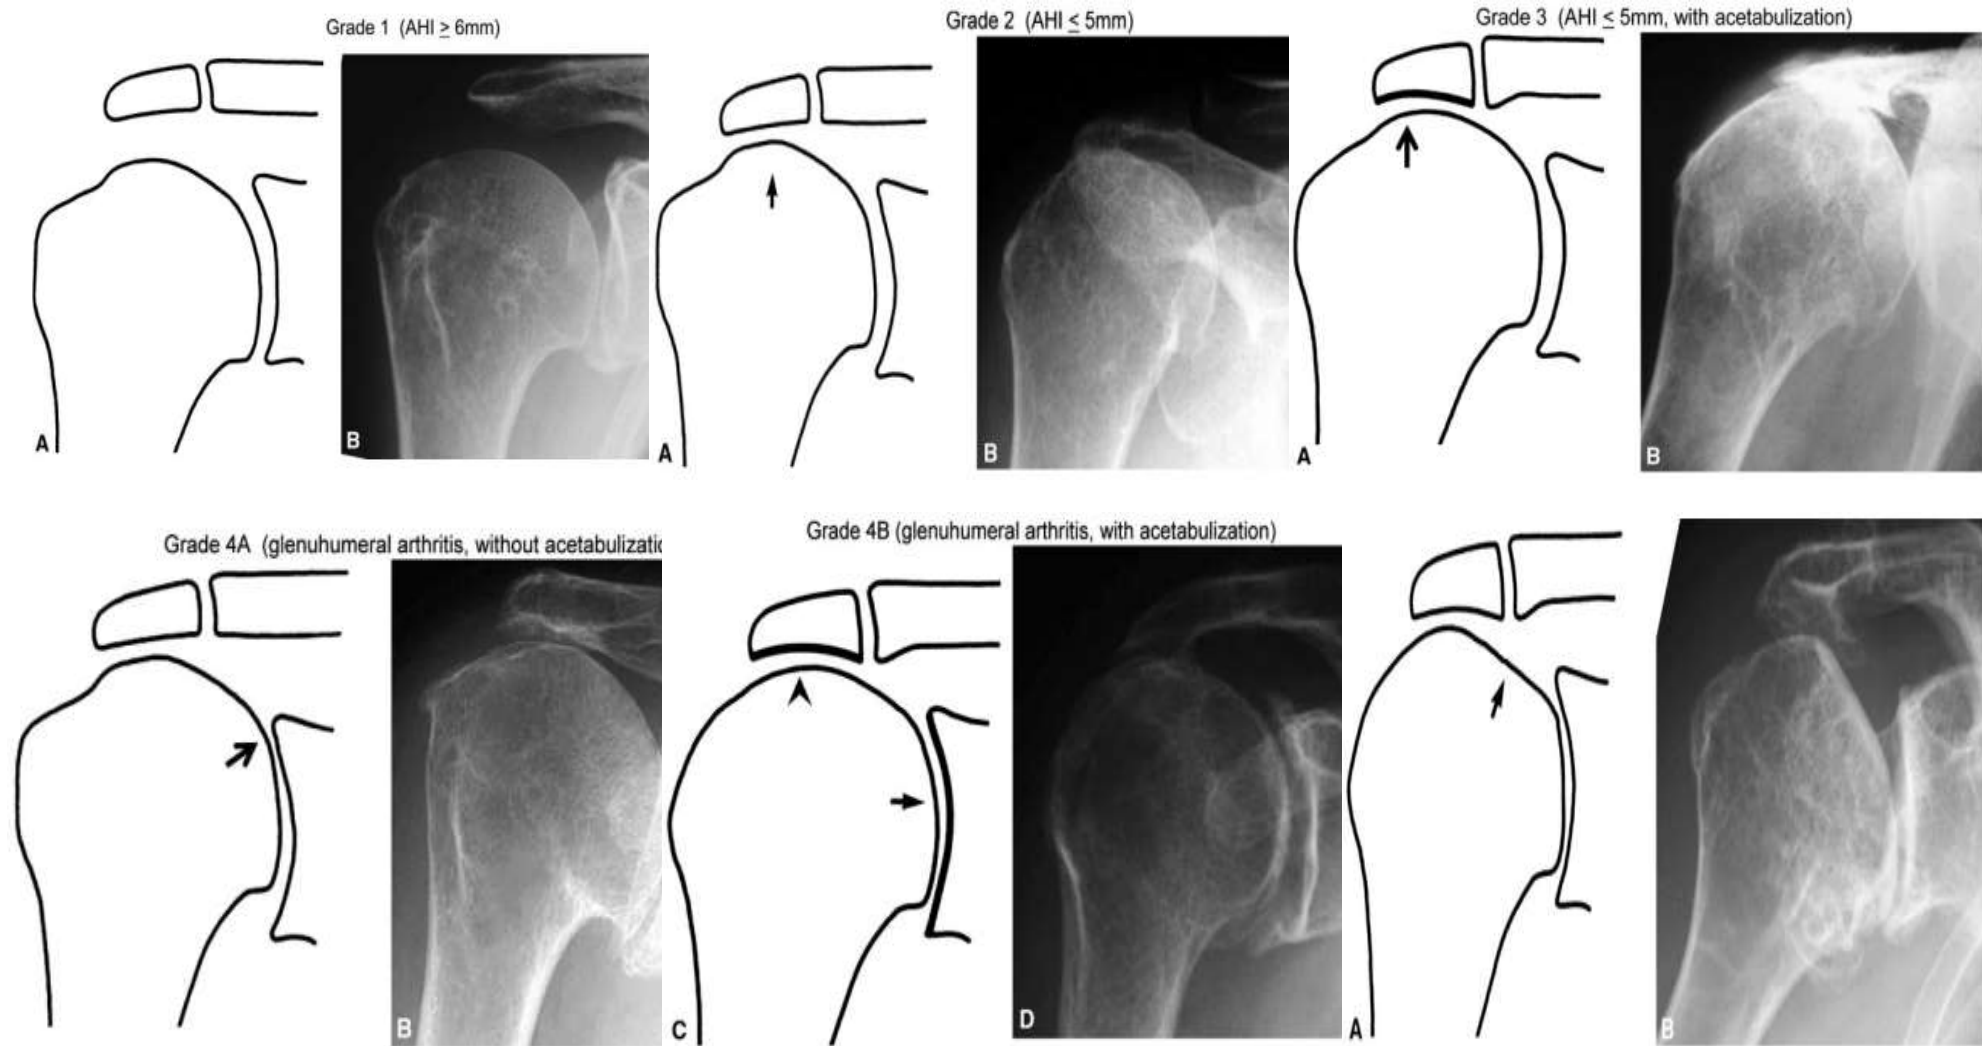 Grade 1 (AHI ≥ 6mm)
Grade 2 (AHI ≤ 5mm)
Grade 3 (AHI ≤ 5mm, with acetabulization)
A
B
A
B
A
B
Grade 4A (glenuhumeral arthritis, without acetabulizatio
Grade 4B (glenuhumeral arthritis, with acetabulization)
B
C
D
A
B